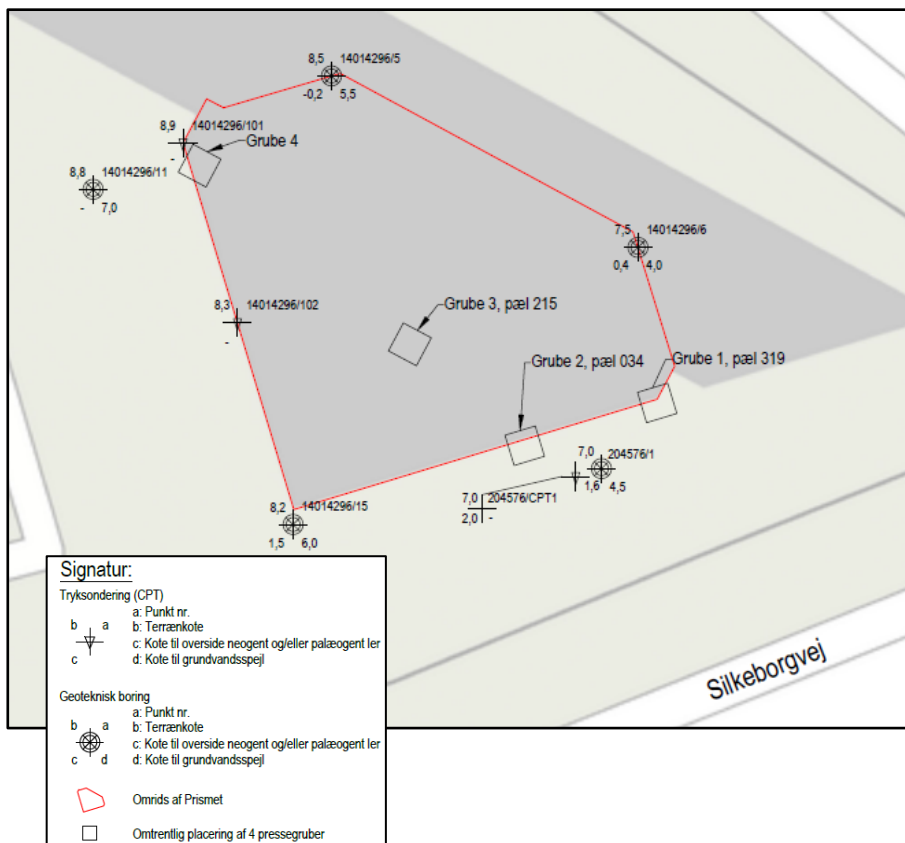 8,5 14014296/5
-0,2 5,5
8,9 14014296/101
-
Grube 4
8,8 14014296/11
- 7,0
7,5 14014296/6
0,4 4,0
8,3 14014296/102
-
Grube 3, pæl 215
Grube 2, pæl 034
Grube 1, pæl 319
7,0 204576/1
1,6 4,5
7,0 204576/CPT1
2,0 -
8,2 14014296/15
1,5 6,0
Silkeborgvej
Signatur:
Tryksondering (CPT)
a: Punkt nr.
b a b: Terrænkote
c: Kote til overside neogent og/eller palæogent ler
c d: Kote til grundvandsspejl
Geoteknisk boring
a: Punkt nr.
b a b: Terrænkote
c: Kote til overside neogent og/eller palæogent ler
c d d: Kote til grundvandsspejl
Omrids af Prismet
Omtrentlig placering af 4 pressegruber